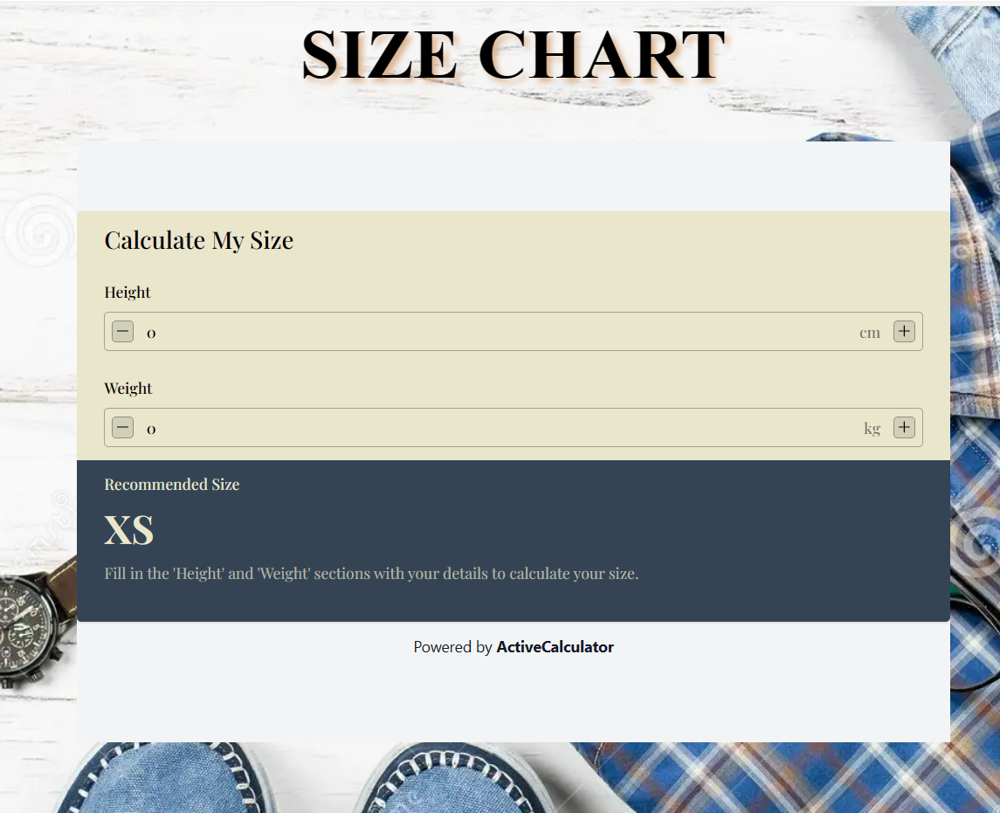 SIZE CHART
Calculate My Size
Height
0
cm
Weight
0
kg
Recommended Size
XS
Fill in the 'Height' and 'Weight' sections with your details to calculate your size.
Powered by ActiveCalculator